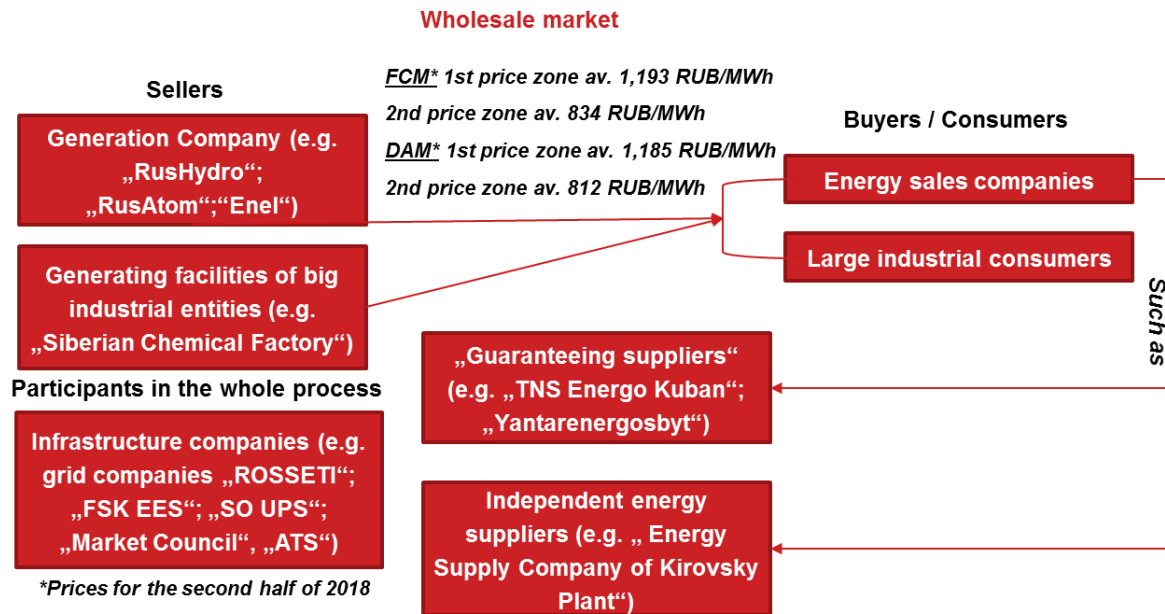 Wholesale market
FCM* 1st price zone av. 1,193 RUB/MWh
2nd price zone av. 834 RUB/MWh
DAM* 1st price zone av. 1,185 RUB/MWh
2nd price zone av. 812 RUB/MWh
Sellers
Generation Company (e.g.
„RusHydro“;
„RusAtom“;“Enel“)
Generating facilities of big
industrial entities (e.g.
„Siberian Chemical Factory“)
Participants in the whole process
Infrastructure companies (e.g.
grid companies „ROSSETI“;
„FSK EES“; „SO UPS“;
„Market Council“, „ATS“)
*Prices for the second half of 2018
Buyers / Consumers
Energy sales companies
Large industrial consumers
Such as
„Guaranteeing suppliers“
(e.g. „TNS Energo Kuban“;
„Yantarenergosbyt“)
Independent energy
suppliers (e.g. „ Energy
Supply Company of Kirovsky
Plant“)